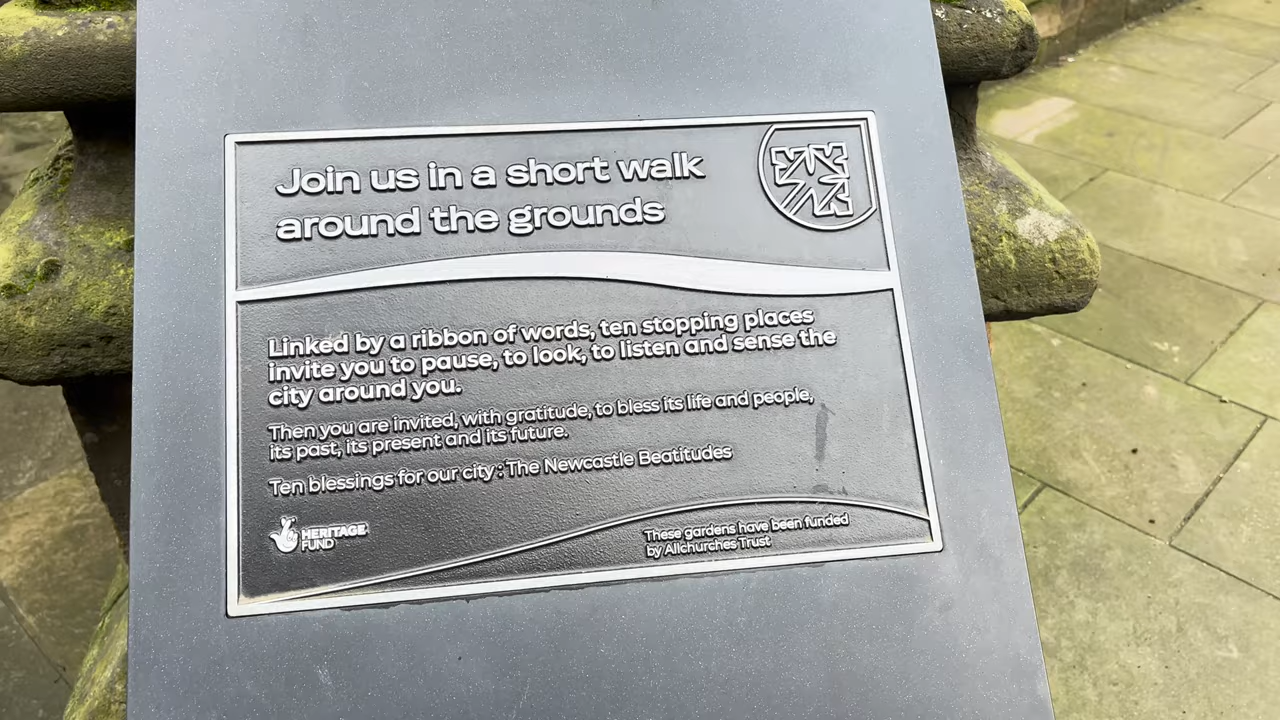 Join us in a short walk
around the grounds
Linked by a ribbon of words, ten stopping places
invite you to pause, to look, to listen and sense the
city around you.
Then you are invited, with gratitude, to bless its life and people,
its past, its present and its future.
Ten blessings for our city : The Newcastle Beatitudes
HERITAGE
FUND
These gardens have been funded
by Allchurches Trust